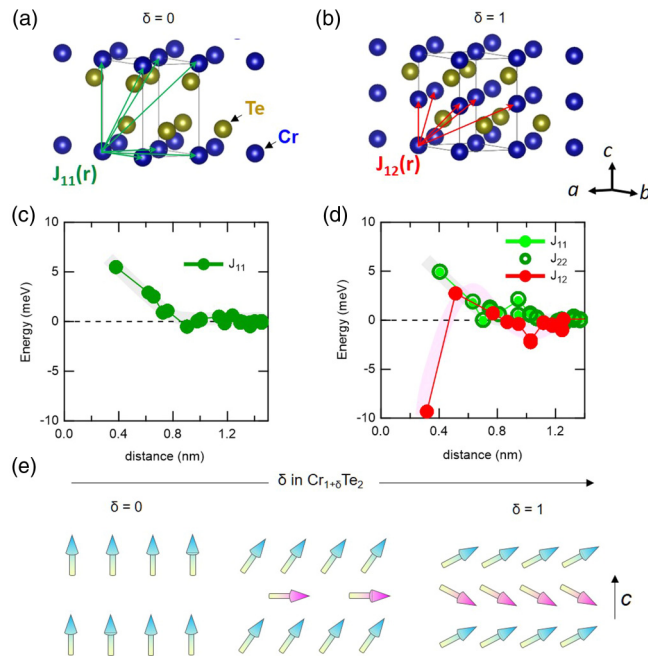 (a) δ = 0
(b) δ = 1
Te
Cr
J11(r)
J12(r)
c
a
b
(c)
(d)
10
5
0
-5
-10
Energy (meV)
J11
0.0 0.4 0.8 1.2
distance (nm)
10
5
0
-5
-10
Energy (meV)
J11
J22
J12
0.0 0.4 0.8 1.2
distance (nm)
(e)
δ in Cr1+δTe2
δ = 0
δ = 1
c